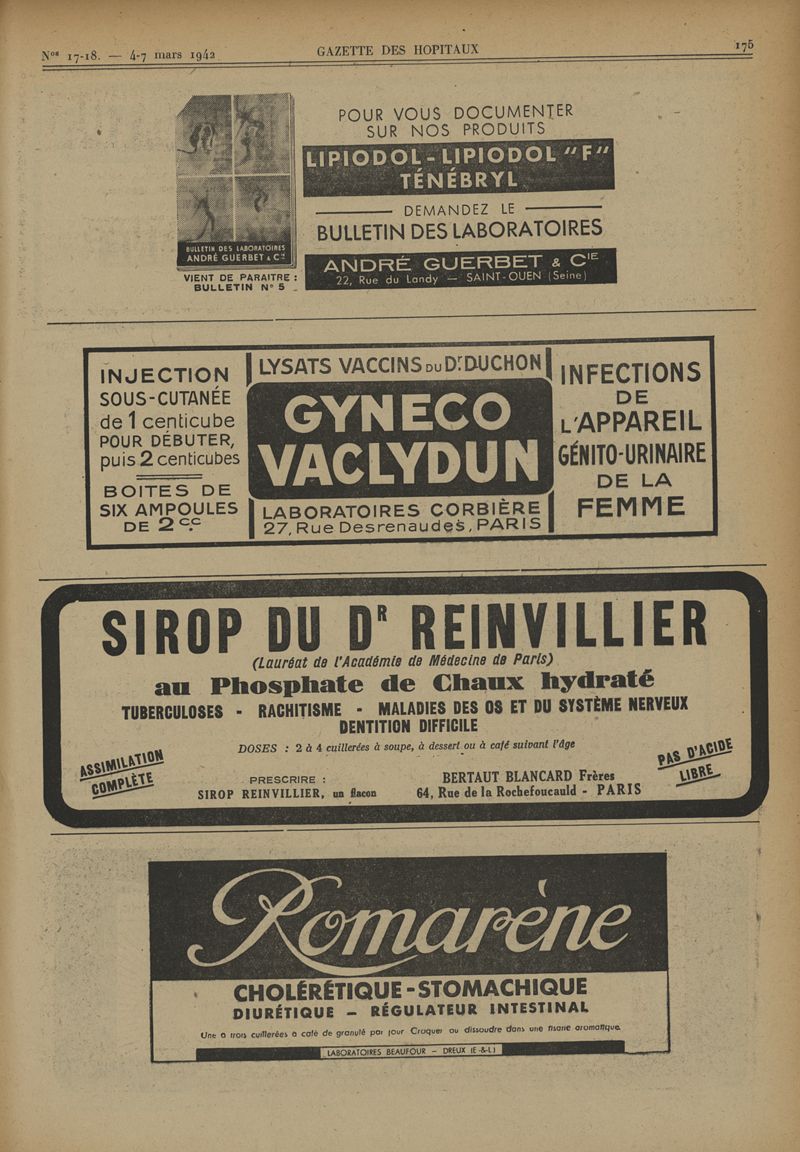 Nos 17-18. — 4-7 mars 1942
GAZETTE DES HOPITAUX
175
BULLETIN DES LABORATOIRES
ANDRÉ GUERBET & Cie
VIENT DE PARAITRE :
BULLETIN N° 5
POUR VOUS DOCUMENTER
SUR NOS PRODUITS
LIPIODOL - LIPIODOL "F"
TÉNÉBRYL
DEMANDEZ LE
BULLETIN DES LABORATOIRES
ANDRÉ GUERBET & CIE
22, Rue du Landy — SAINT-OUEN (Seine)
INJECTION
SOUS-CUTANÉE
de 1 centicube
POUR DÉBUTER,
puis 2 centicubes
BOITES DE
SIX AMPOULES
DE 2 c.c
LYSATS VACCINS DU Dr DUCHON
GYNECO
VACLYDUN
LABORATOIRES CORBIÈRE
27, Rue Desrenaudes, PARIS
INFECTIONS
DE
L'APPAREIL
GÉNITO-URINAIRE
DE LA
FEMME
SIROP DU DR REINVILLIER
(Lauréat de l'Académie de Médecine de Paris)
au Phosphate de Chaux hydraté
TUBERCULOSES - RACHITISME - MALADIES DES OS ET DU SYSTÈME NERVEUX
DENTITION DIFFICILE
DOSES : 2 à 4 cuillerées à soupe, à dessert ou à café suivant l'âge
ASSIMILATION
COMPLÈTE
PAS D'ACIDE
LIBRE
PRESCRIRE :
SIROP REINVILLIER, un flacon
BERTAUT BLANCARD Frères
64, Rue de la Rochefoucauld - PARIS
Romarène
CHOLÉRÉTIQUE - STOMACHIQUE
DIURÉTIQUE — RÉGULATEUR INTESTINAL
Une à trois cuillerées à café de granulé par jour Croquer ou dissoudre dans une tisane aromatique.
LABORATOIRES BEAUFOUR — DREUX (E-&-L)